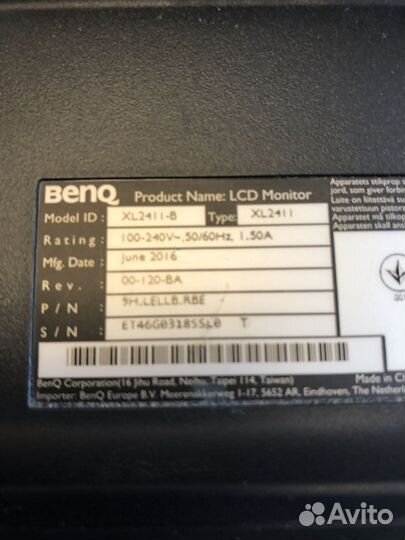 BenQ Product Name: LCD Monitor
Model ID : XL2411-B Type: XL2411
Rating : 100-240V~,50/60Hz, 1.50A
Mfg. Date : June 2016
Rev. : 00-120-BA
P/N : 9H.LELLB.RBE
S/N : ET46G03185SL0 T
BenQ Corporation(16 Jihu Road, Neihu, Taipei 114, Taiwan) Made in
Importer: BenQ Europe B.V. Meerenakkerweg 1-17, 5652 AR, Eindhoven, The
Apparatets stikprop s
jord, som giver forbin
Laite on liitettävä su
varustettuun pistora
Apparatet må tilkop
Apparaten skall ans
Avito